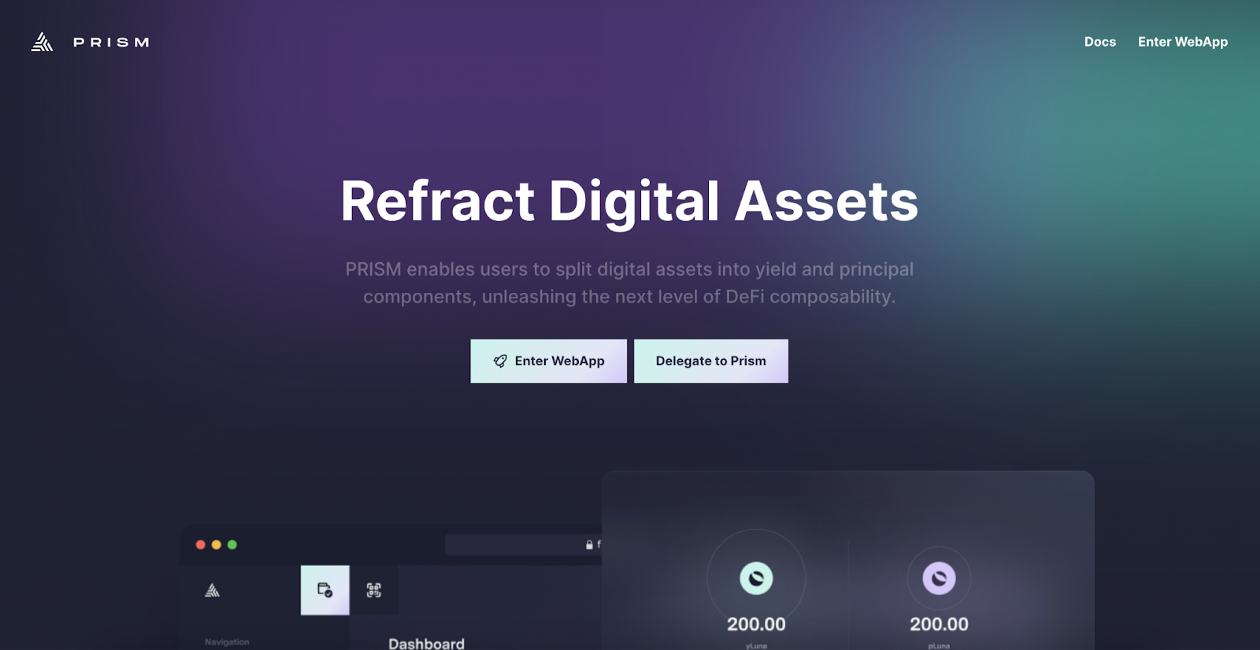 PRISM
Docs
Enter WebApp
Refract Digital Assets
PRISM enables users to split digital assets into yield and principal
components, unleashing the next level of DeFi composability.
Enter WebApp
Delegate to Prism
f
200.00
200.00
yLuna
pLuna
Navigation
Dashboard